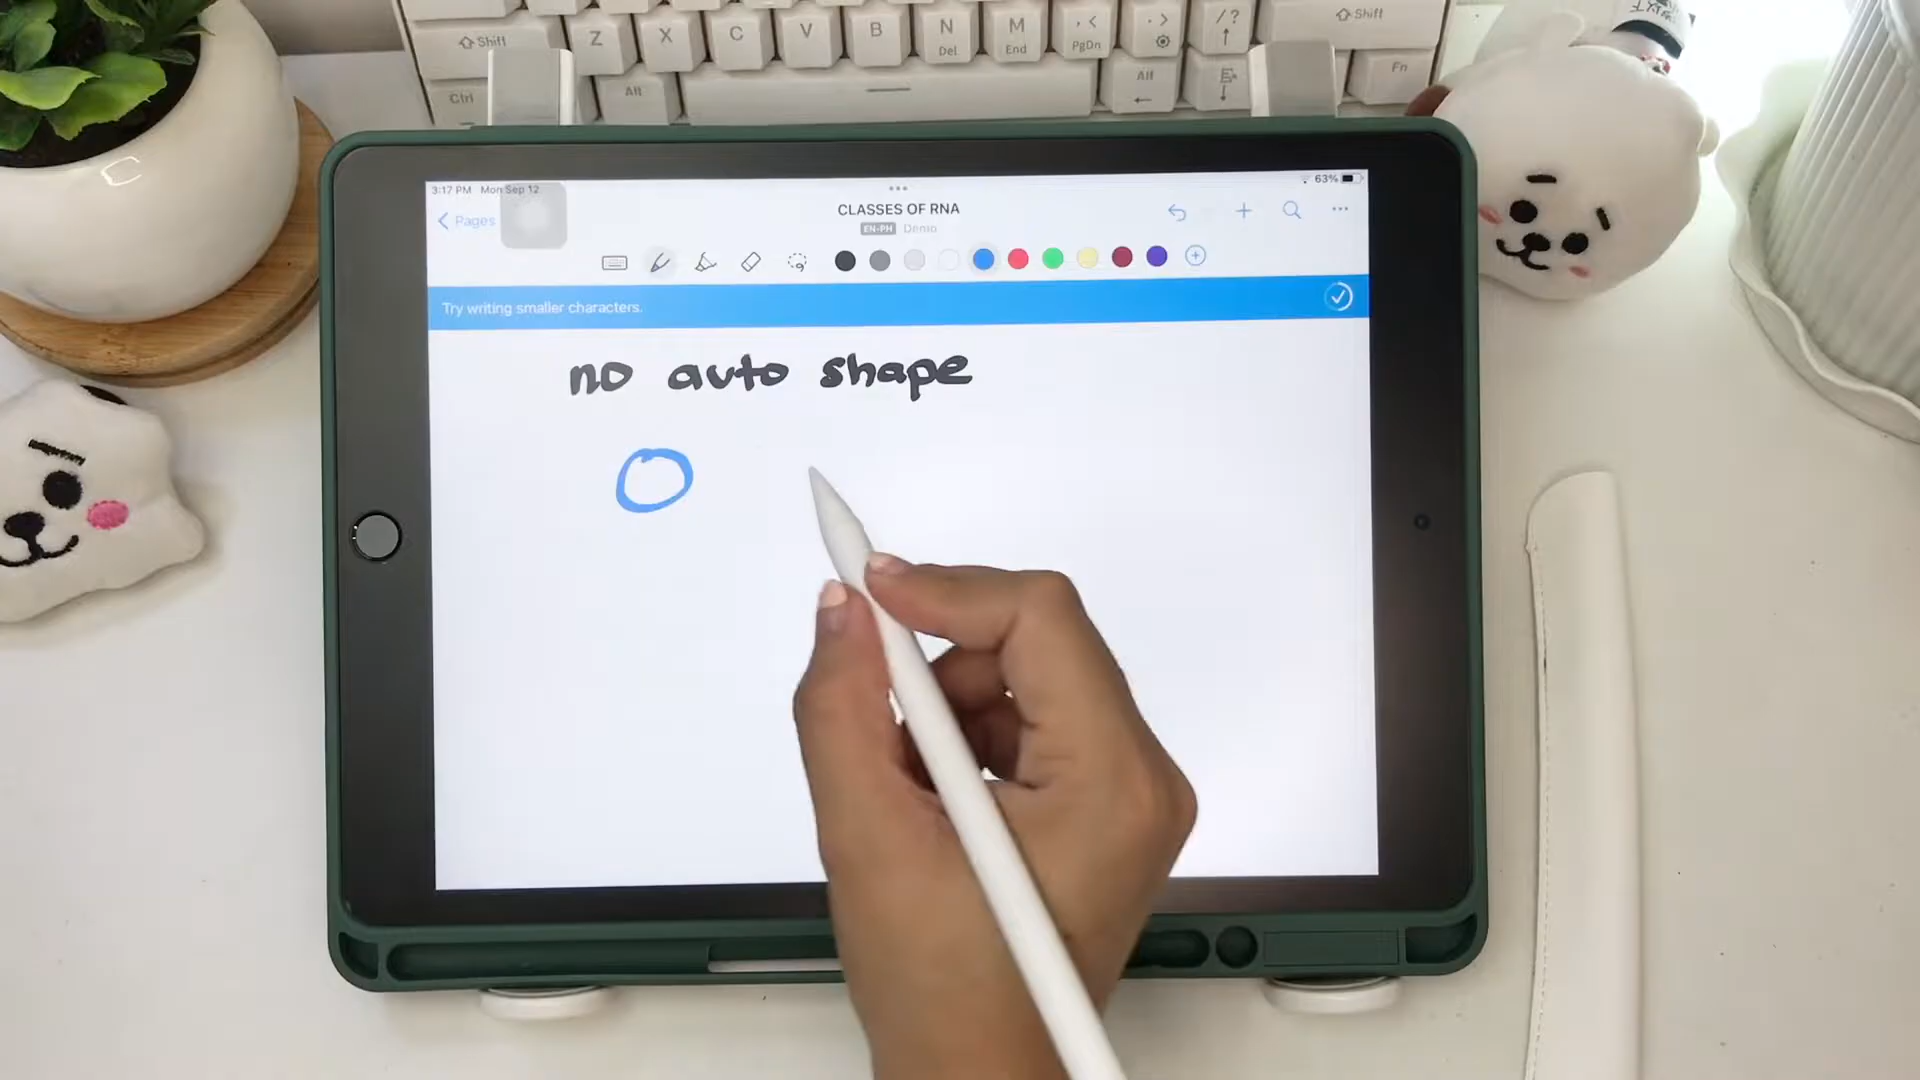 Shift Z X C V B N Del M End , < PgDn . > / ? ↑ Shift
Ctrl Alt Alt ← Fn
3:17 PM Mon Sep 12 63%
Pages
CLASSES OF RNA
EN-PH Demo
Try writing smaller characters.
no auto shape